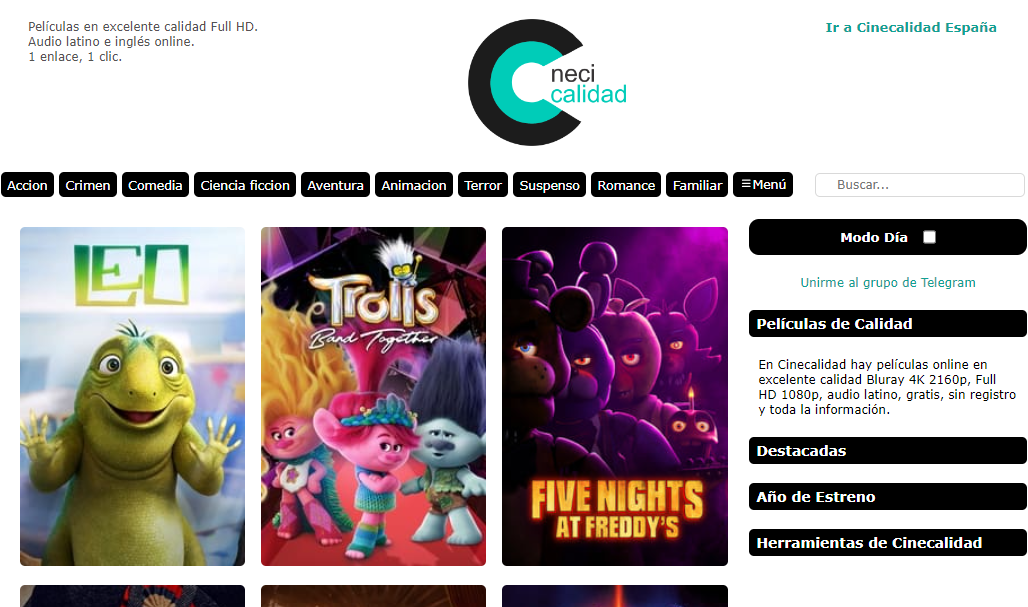 Películas en excelente calidad Full HD.
Audio latino e inglés online.
1 enlace, 1 clic.
neci
calidad
Ir a Cinecalidad España
Accion Crimen Comedia Ciencia ficcion Aventura Animacion Terror Suspenso Romance Familiar ☰Menú Buscar...
LEO
Trolls
Band Together
FIVE NIGHTS
AT FREDDY'S
Modo Día
Unirme al grupo de Telegram
Películas de Calidad
En Cinecalidad hay películas online en
excelente calidad Bluray 4K 2160p, Full
HD 1080p, audio latino, gratis, sin registro
y toda la información.
Destacadas
Año de Estreno
Herramientas de Cinecalidad